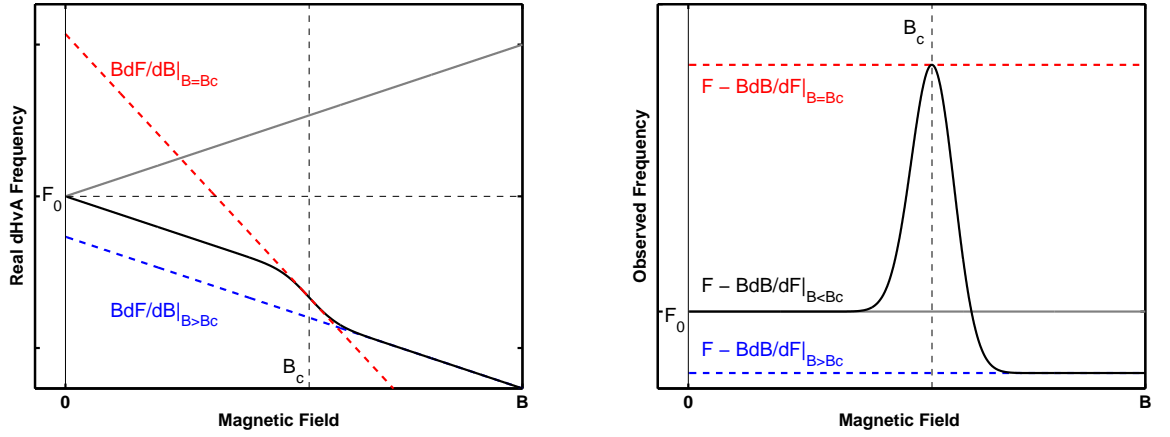 BdF/dB|B=Bc
F0
BdF/dB|B>Bc
Bc
0
B
Magnetic Field
Real dHvA Frequency
Bc
F − BdB/dF|B=Bc
F − BdB/dF|B<Bc
F0
F − BdB/dF|B>Bc
0
B
Magnetic Field
Observed Frequency